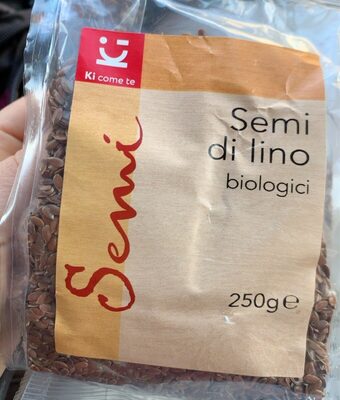 Ki
Ki come te
Semi
Semi
di lino
biologici
250g℮